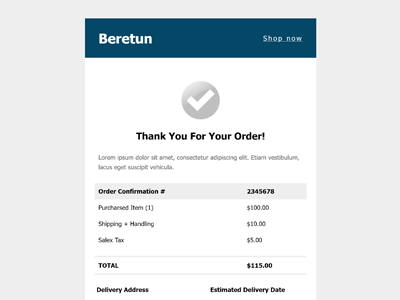 Beretun
Shop now
Thank You For Your Order!
Lorem ipsum dolor sit amet, consectetur adipiscing elit. Etiam vestibulum,
lacus eget suscipit vehicula.
Order Confirmation # 2345678
Purcharsed Item (1) $100.00
Shipping + Handling $10.00
Salex Tax $5.00
TOTAL $115.00
Delivery Address Estimated Delivery Date